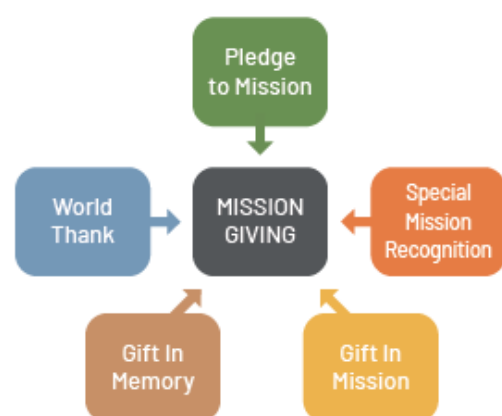 Pledge
to Mission
World
Thank
MISSION
GIVING
Special
Mission
Recognition
Gift In
Memory
Gift In
Mission